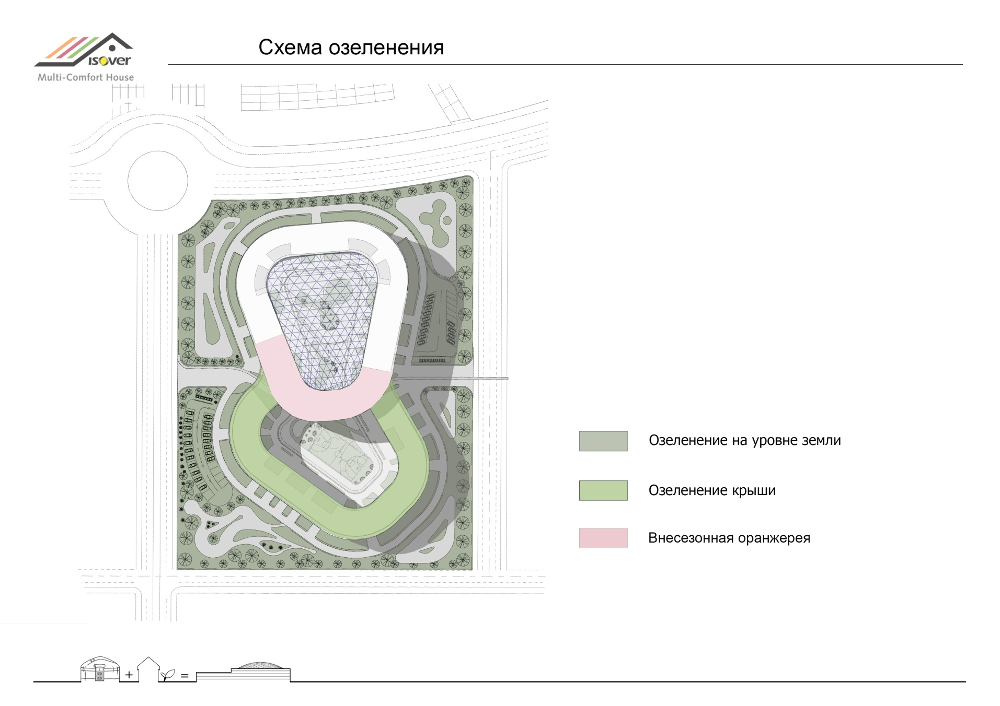 Схема озеленения
isover
Multi-Comfort House
Озеленение на уровне земли
Озеленение крыши
Внесезонная оранжерея
+
=